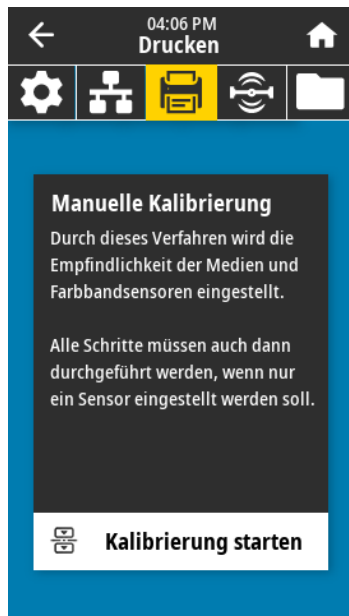 04:06 PM
Drucken
Manuelle Kalibrierung
Durch dieses Verfahren wird die
Empfindlichkeit der Medien und
Farbbandsensoren eingestellt.
Alle Schritte müssen auch dann
durchgeführt werden, wenn nur
ein Sensor eingestellt werden soll.
Kalibrierung starten